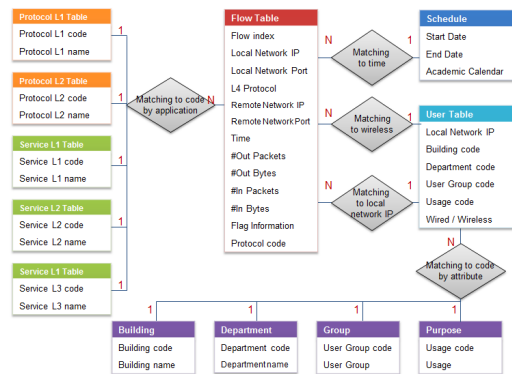 Protocol L1 Table
Protocol L1 code
Protocol L1 name
1
Protocol L2 Table
Protocol L2 code
Protocol L2 name
1
Service L1 Table
Service L1 code
Service L1 name
1
Service L2 Table
Service L2 code
Service L2 name
1
Service L1 Table
Service L3 code
Service L3 name
1
Matching to code
by application
N
Flow Table
Flow index
Local Network IP
Local Network Port
L4 Protocol
Remote Network IP
Remote Network Port
Time
#Out Packets
#Out Bytes
#In Packets
#In Bytes
Flag Information
Protocol code
N
Matching
to time
1
N
Matching
to wireless
1
N
Matching
to local
network IP
1
Schedule
Start Date
End Date
Academic Calendar
User Table
Local Network IP
Building code
Department code
User Group code
Usage code
Wired / Wireless
N
Matching to code
by attribute
1
1
1
1
Building
Building code
Building name
Department
Department code
Department name
Group
User Group code
User Group
Purpose
Usage code
Usage